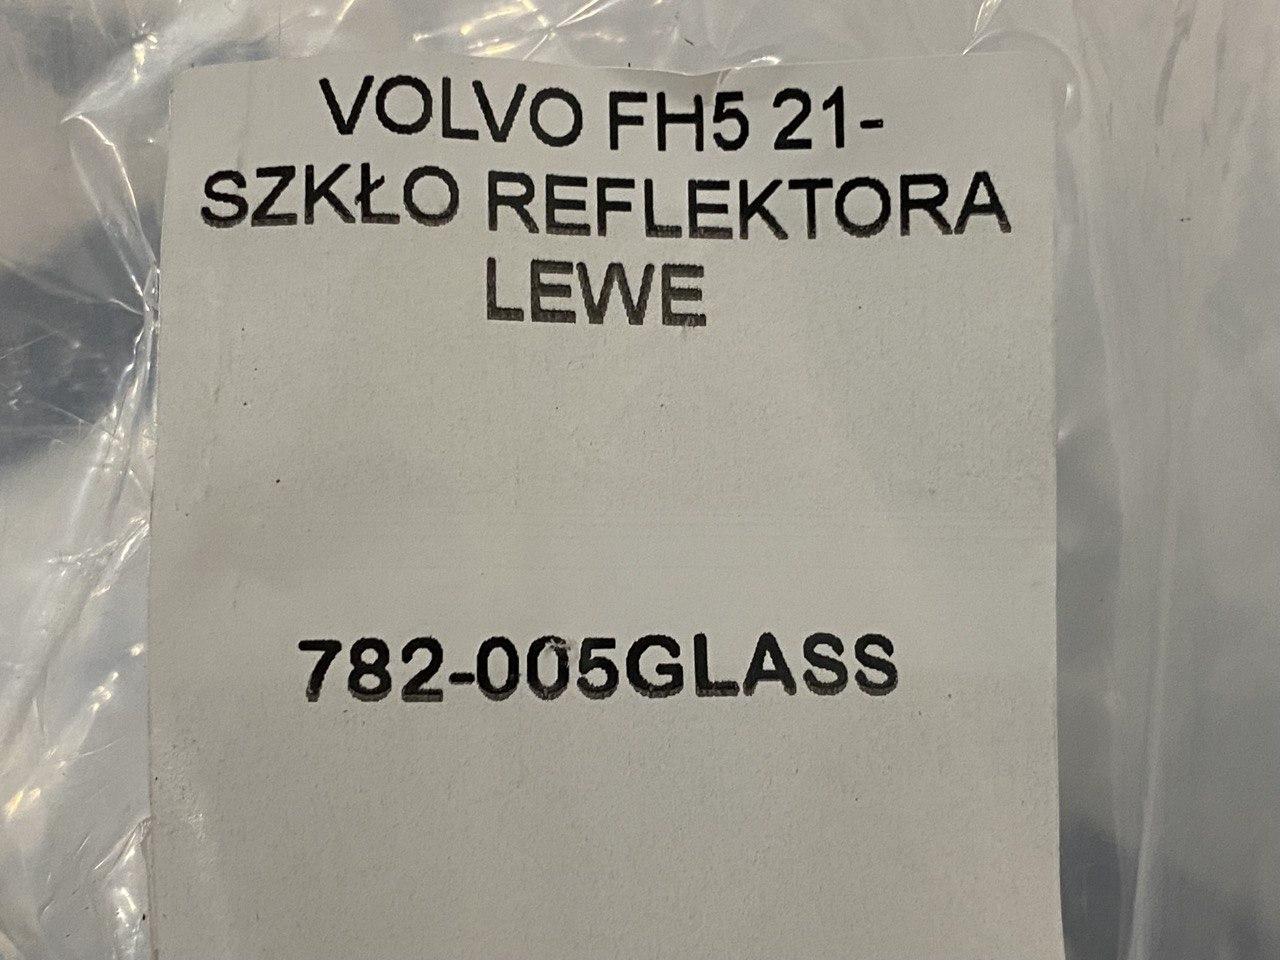 VOLVO FH5 21-
SZKŁO REFLEKTORA
LEWE
782-005GLASS